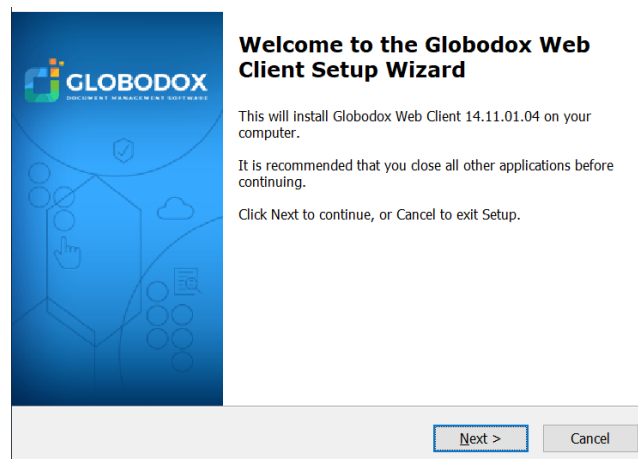 GLOBODOX
DOCUMENT MANAGEMENT SOFTWARE
Welcome to the Globodox Web
Client Setup Wizard
This will install Globodox Web Client 14.11.01.04 on your
computer.
It is recommended that you close all other applications before
continuing.
Click Next to continue, or Cancel to exit Setup.
Next >
Cancel